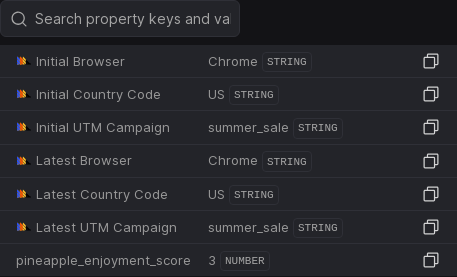 Search property keys and val
Initial Browser Chrome STRING
Initial Country Code US STRING
Initial UTM Campaign summer_sale STRING
Latest Browser Chrome STRING
Latest Country Code US STRING
Latest UTM Campaign summer_sale STRING
pineapple_enjoyment_score 3 NUMBER